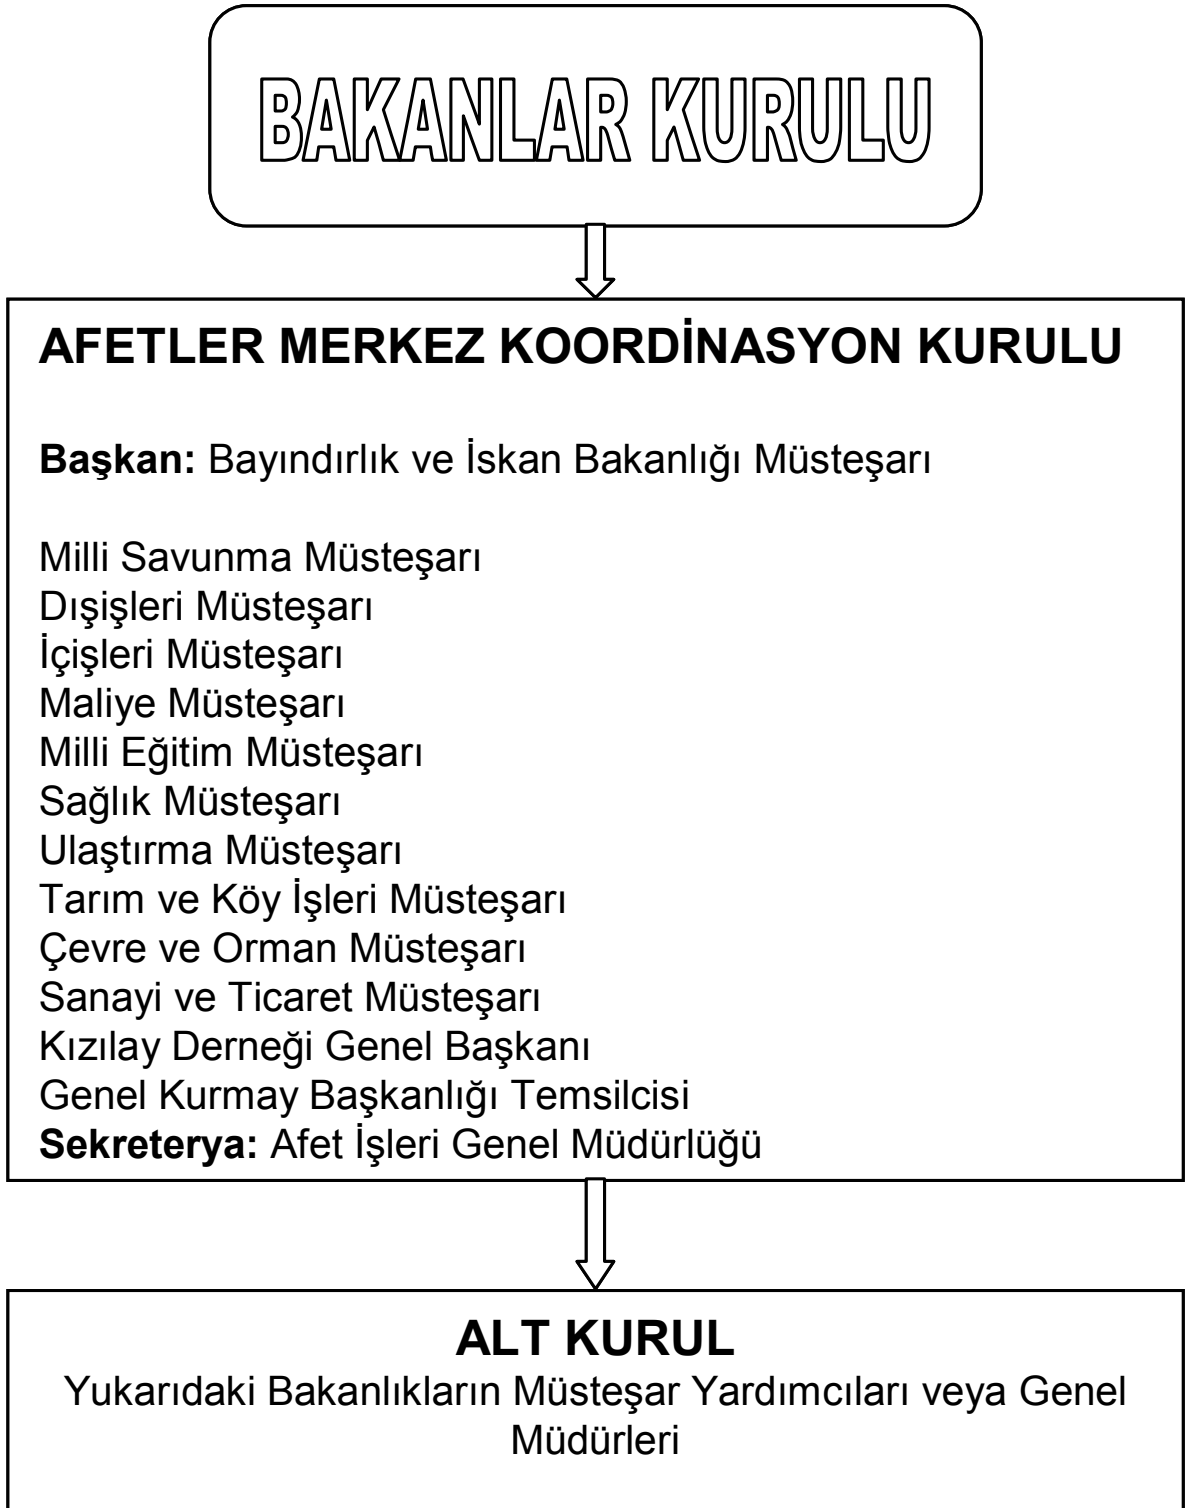 BAKANLAR KURULU
AFETLER MERKEZ KOORDİNASYON KURULU
Başkan: Bayındırlık ve İskan Bakanlığı Müsteşarı
Milli Savunma Müsteşarı
Dışişleri Müsteşarı
İçişleri Müsteşarı
Maliye Müsteşarı
Milli Eğitim Müsteşarı
Sağlık Müsteşarı
Ulaştırma Müsteşarı
Tarım ve Köy İşleri Müsteşarı
Çevre ve Orman Müsteşarı
Sanayi ve Ticaret Müsteşarı
Kızılay Derneği Genel Başkanı
Genel Kurmay Başkanlığı Temsilcisi
Sekreterya: Afet İşleri Genel Müdürlüğü
ALT KURUL
Yukarıdaki Bakanlıkların Müsteşar Yardımcıları veya Genel
Müdürleri